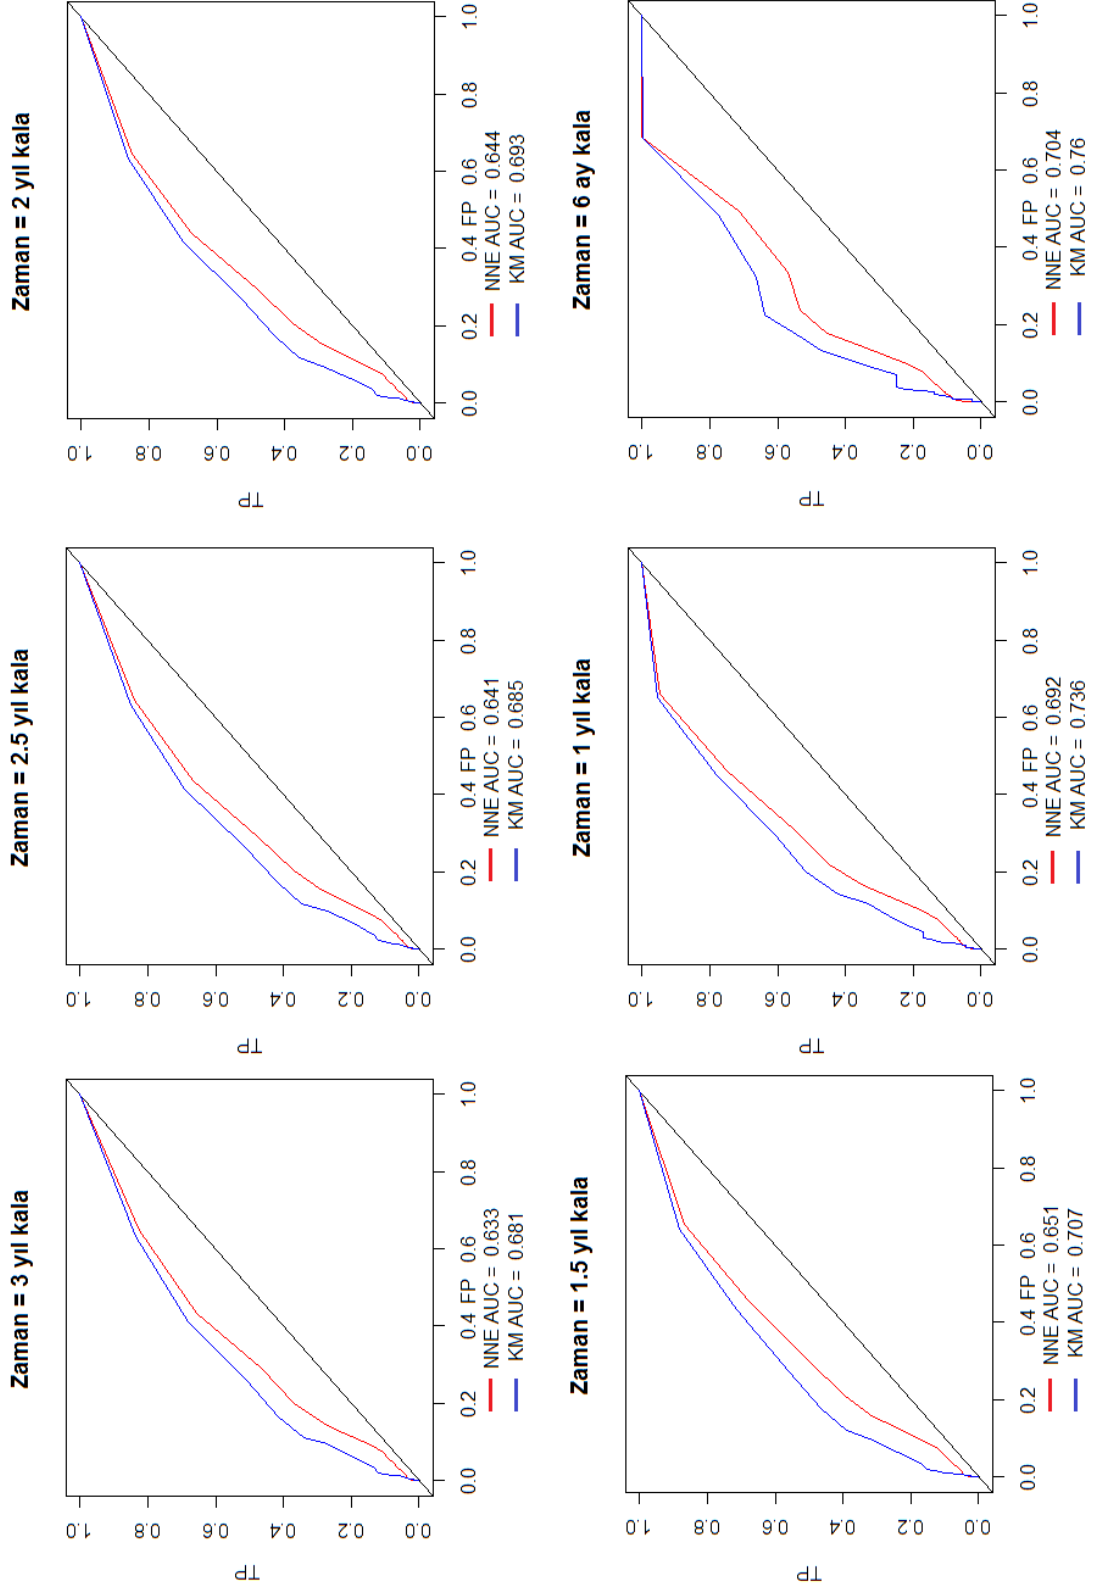 Zaman = 3 yıl kala
TP
1.0
0.8
0.6
0.4
0.2
0.0
0.0 0.2 0.4 FP 0.6 0.8 1.0
NNE AUC = 0.633
KM AUC = 0.681
Zaman = 2.5 yıl kala
TP
1.0
0.8
0.6
0.4
0.2
0.0
0.0 0.2 0.4 FP 0.6 0.8 1.0
NNE AUC = 0.641
KM AUC = 0.685
Zaman = 2 yıl kala
TP
1.0
0.8
0.6
0.4
0.2
0.0
0.0 0.2 0.4 FP 0.6 0.8 1.0
NNE AUC = 0.644
KM AUC = 0.693
Zaman = 1.5 yıl kala
TP
1.0
0.8
0.6
0.4
0.2
0.0
0.0 0.2 0.4 FP 0.6 0.8 1.0
NNE AUC = 0.651
KM AUC = 0.707
Zaman = 1 yıl kala
TP
1.0
0.8
0.6
0.4
0.2
0.0
0.0 0.2 0.4 FP 0.6 0.8 1.0
NNE AUC = 0.692
KM AUC = 0.736
Zaman = 6 ay kala
TP
1.0
0.8
0.6
0.4
0.2
0.0
0.0 0.2 0.4 FP 0.6 0.8 1.0
NNE AUC = 0.704
KM AUC = 0.76